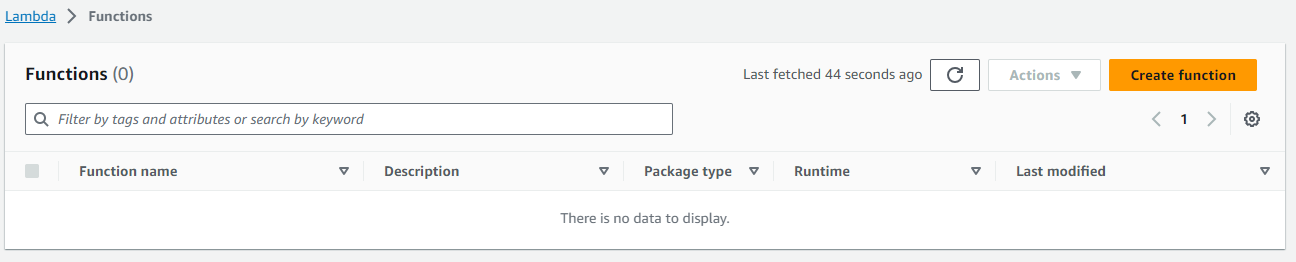 Lambda > Functions
Functions (0) Last fetched 44 seconds ago Actions Create function
Filter by tags and attributes or search by keyword 1
Function name Description Package type Runtime Last modified
There is no data to display.